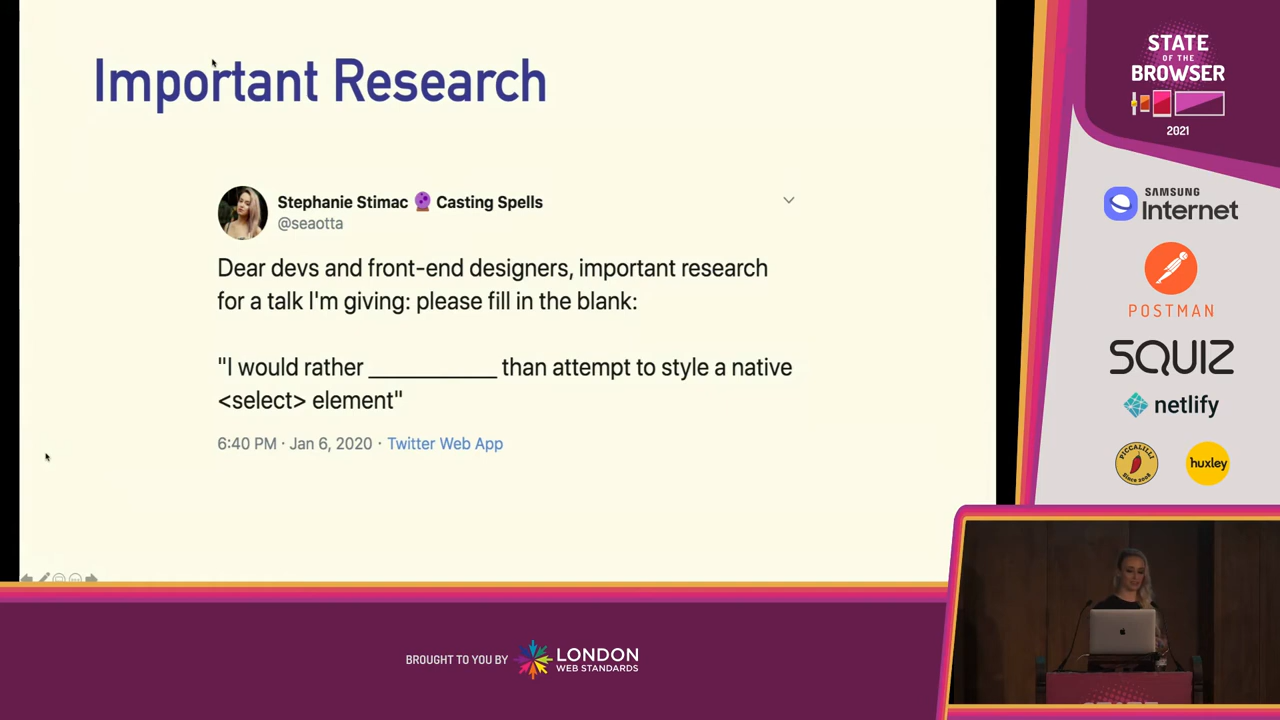 Important Research
Stephanie Stimac 🔮 Casting Spells
@seaotta
Dear devs and front-end designers, important research
for a talk I'm giving: please fill in the blank:
"I would rather ___________ than attempt to style a native
<select> element"
6:40 PM · Jan 6, 2020 · Twitter Web App
STATE
OF THE
BROWSER
2021
SAMSUNG
Internet
POSTMAN
SQUIZ
netlify
PICCALILLI
Since 2008
huxley
BROUGHT TO YOU BY
LONDON
WEB STANDARDS